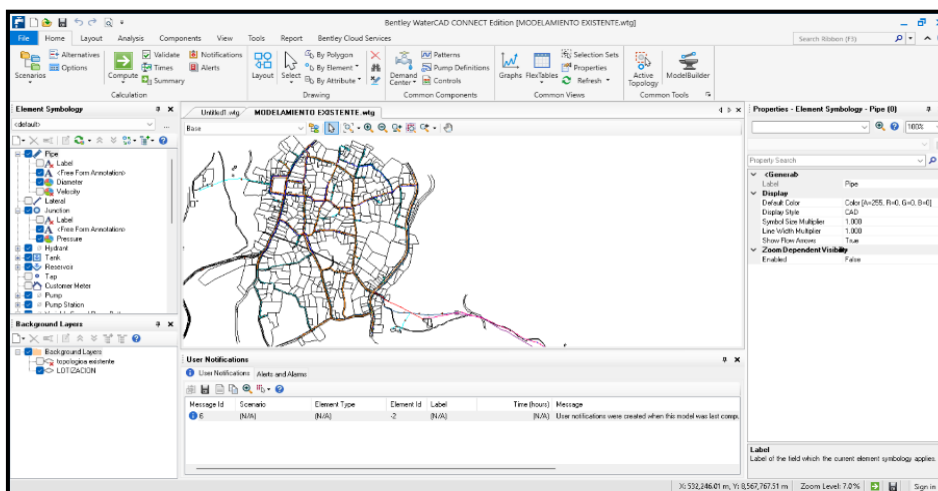 Bentley WaterCAD CONNECT Edition [MODELAMIENTO EXISTENTE.wtg]
File Home Layout Analysis Components View Tools Report Bentley Cloud Services
Search Ribbon (F3)
Scenarios
Alternatives
Options
Compute
Validate
Times
Summary
Notifications
Alerts
Calculation
Layout
Select
By Polygon
By Element
By Attribute
Drawing
Demand Center
Patterns
Pump Definitions
Controls
Common Components
Graphs
FlexTables
Selection Sets
Properties
Refresh
Common Views
Active Topology
ModelBuilder
Common Tools
Element Symbology
<default>
Pipe
Label
<Free Form Annotation>
Diameter
Velocity
Lateral
Junction
Label
<Free Form Annotation>
Pressure
Hydrant
Tank
Reservoir
Tap
Customer Meter
Pump
Pump Station
Background Layers
Background Layers
topologica existente
LOTIZACION
Untitled1.wtg MODELAMIENTO EXISTENTE.wtg
Base
User Notifications
User Notifications Alerts and Alarms
Message Id Scenario Element Type Element Id Label Time (hours) Message
6 (N/A) (N/A) -2 (N/A) (N/A) User notifications were created when this model was last compu
Properties - Element Symbology - Pipe (0)
100%
Property Search
<General>
Label Pipe
Display
Default Color Color [A=255, R=0, G=0, B=0]
Display Style CAD
Symbol Size Multiplier 1.000
Line Width Multiplier 1.000
Show Flow Arrows True
Zoom Dependent Visibility
Enabled False
Label
Label of the field which the current element symbology applies.
X: 532,246.01 m, Y: 8,567,767.51 m Zoom Level: 7.0 % Sign in